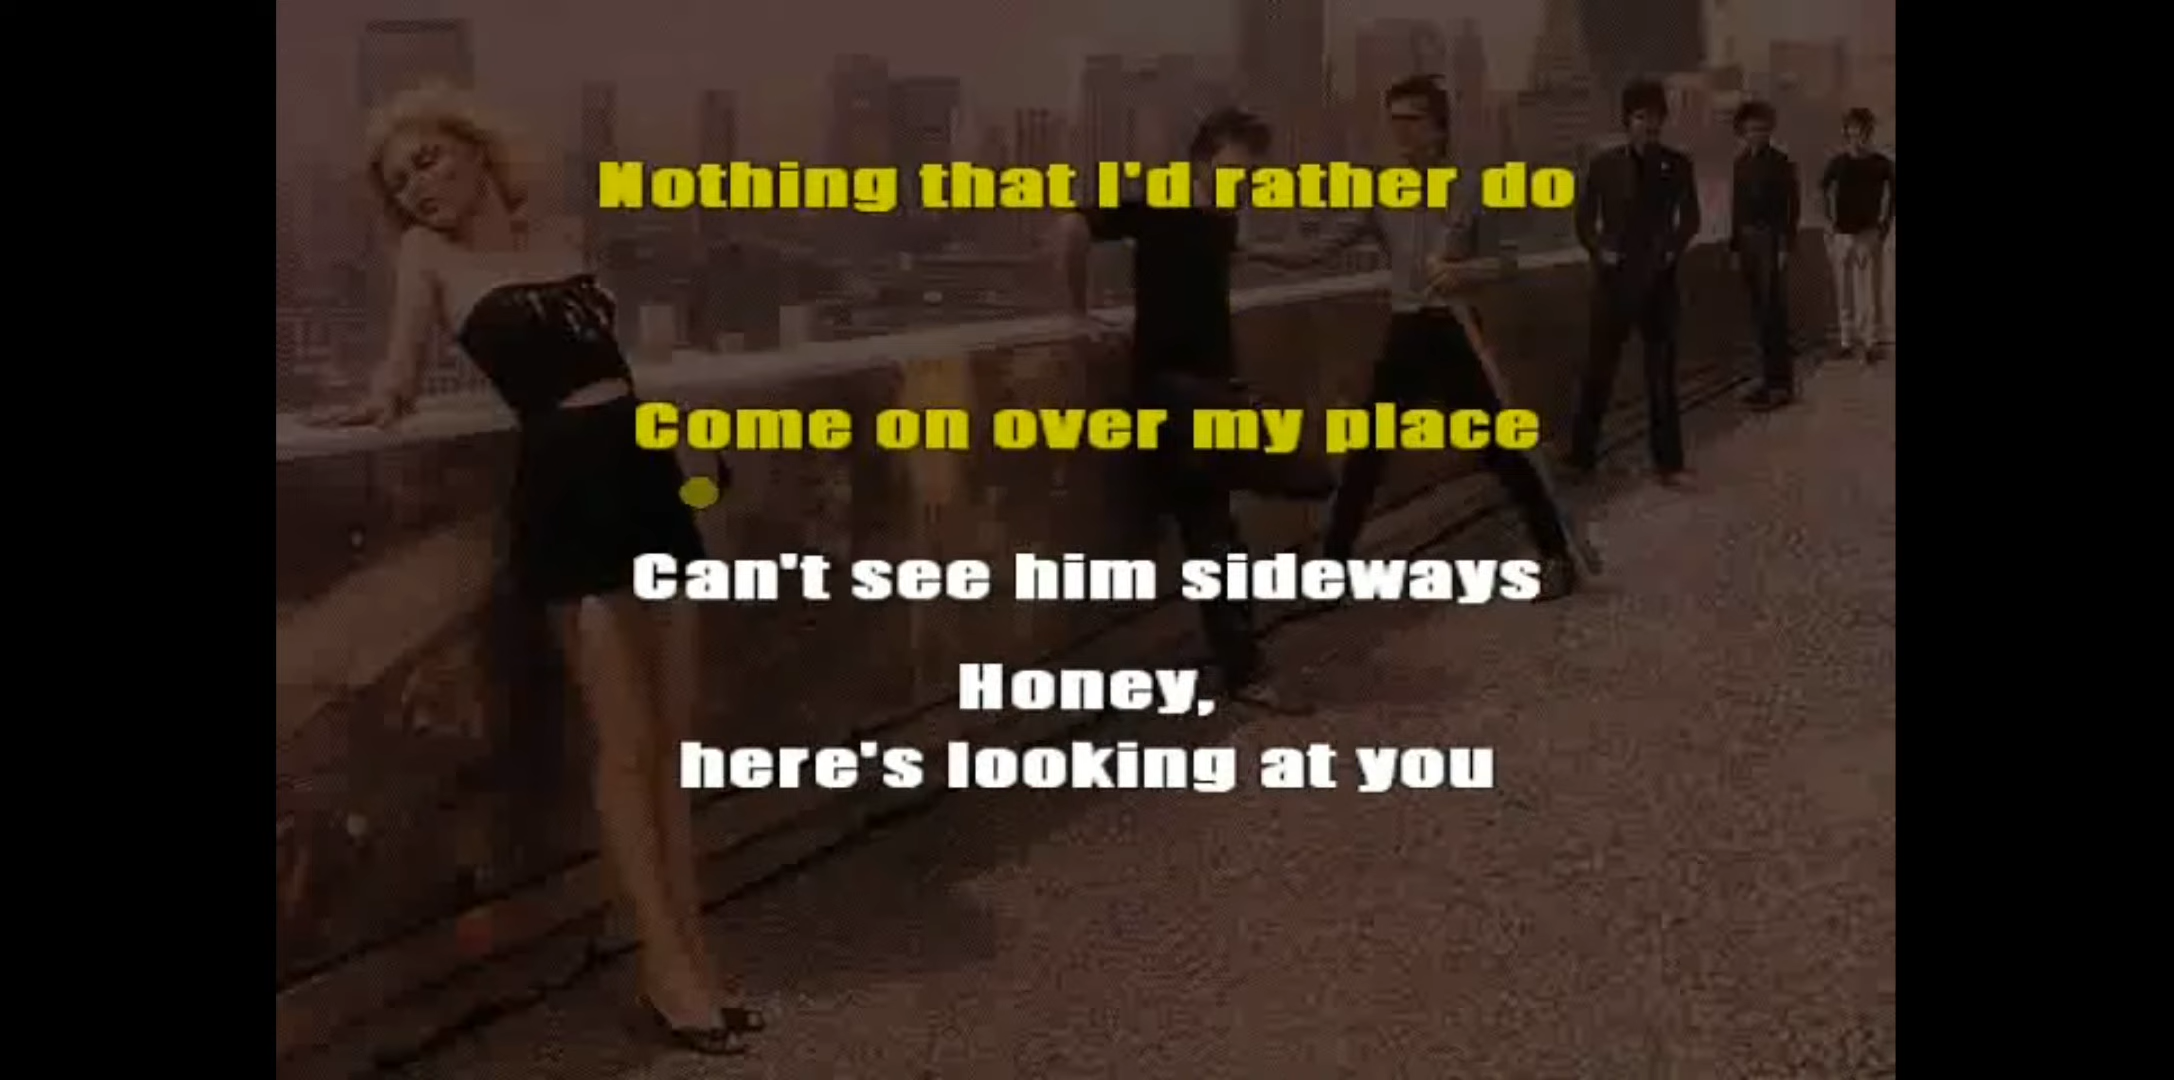 Nothing that I'd rather do
Come on over my place
Can't see him sideways
Honey,
here's looking at you